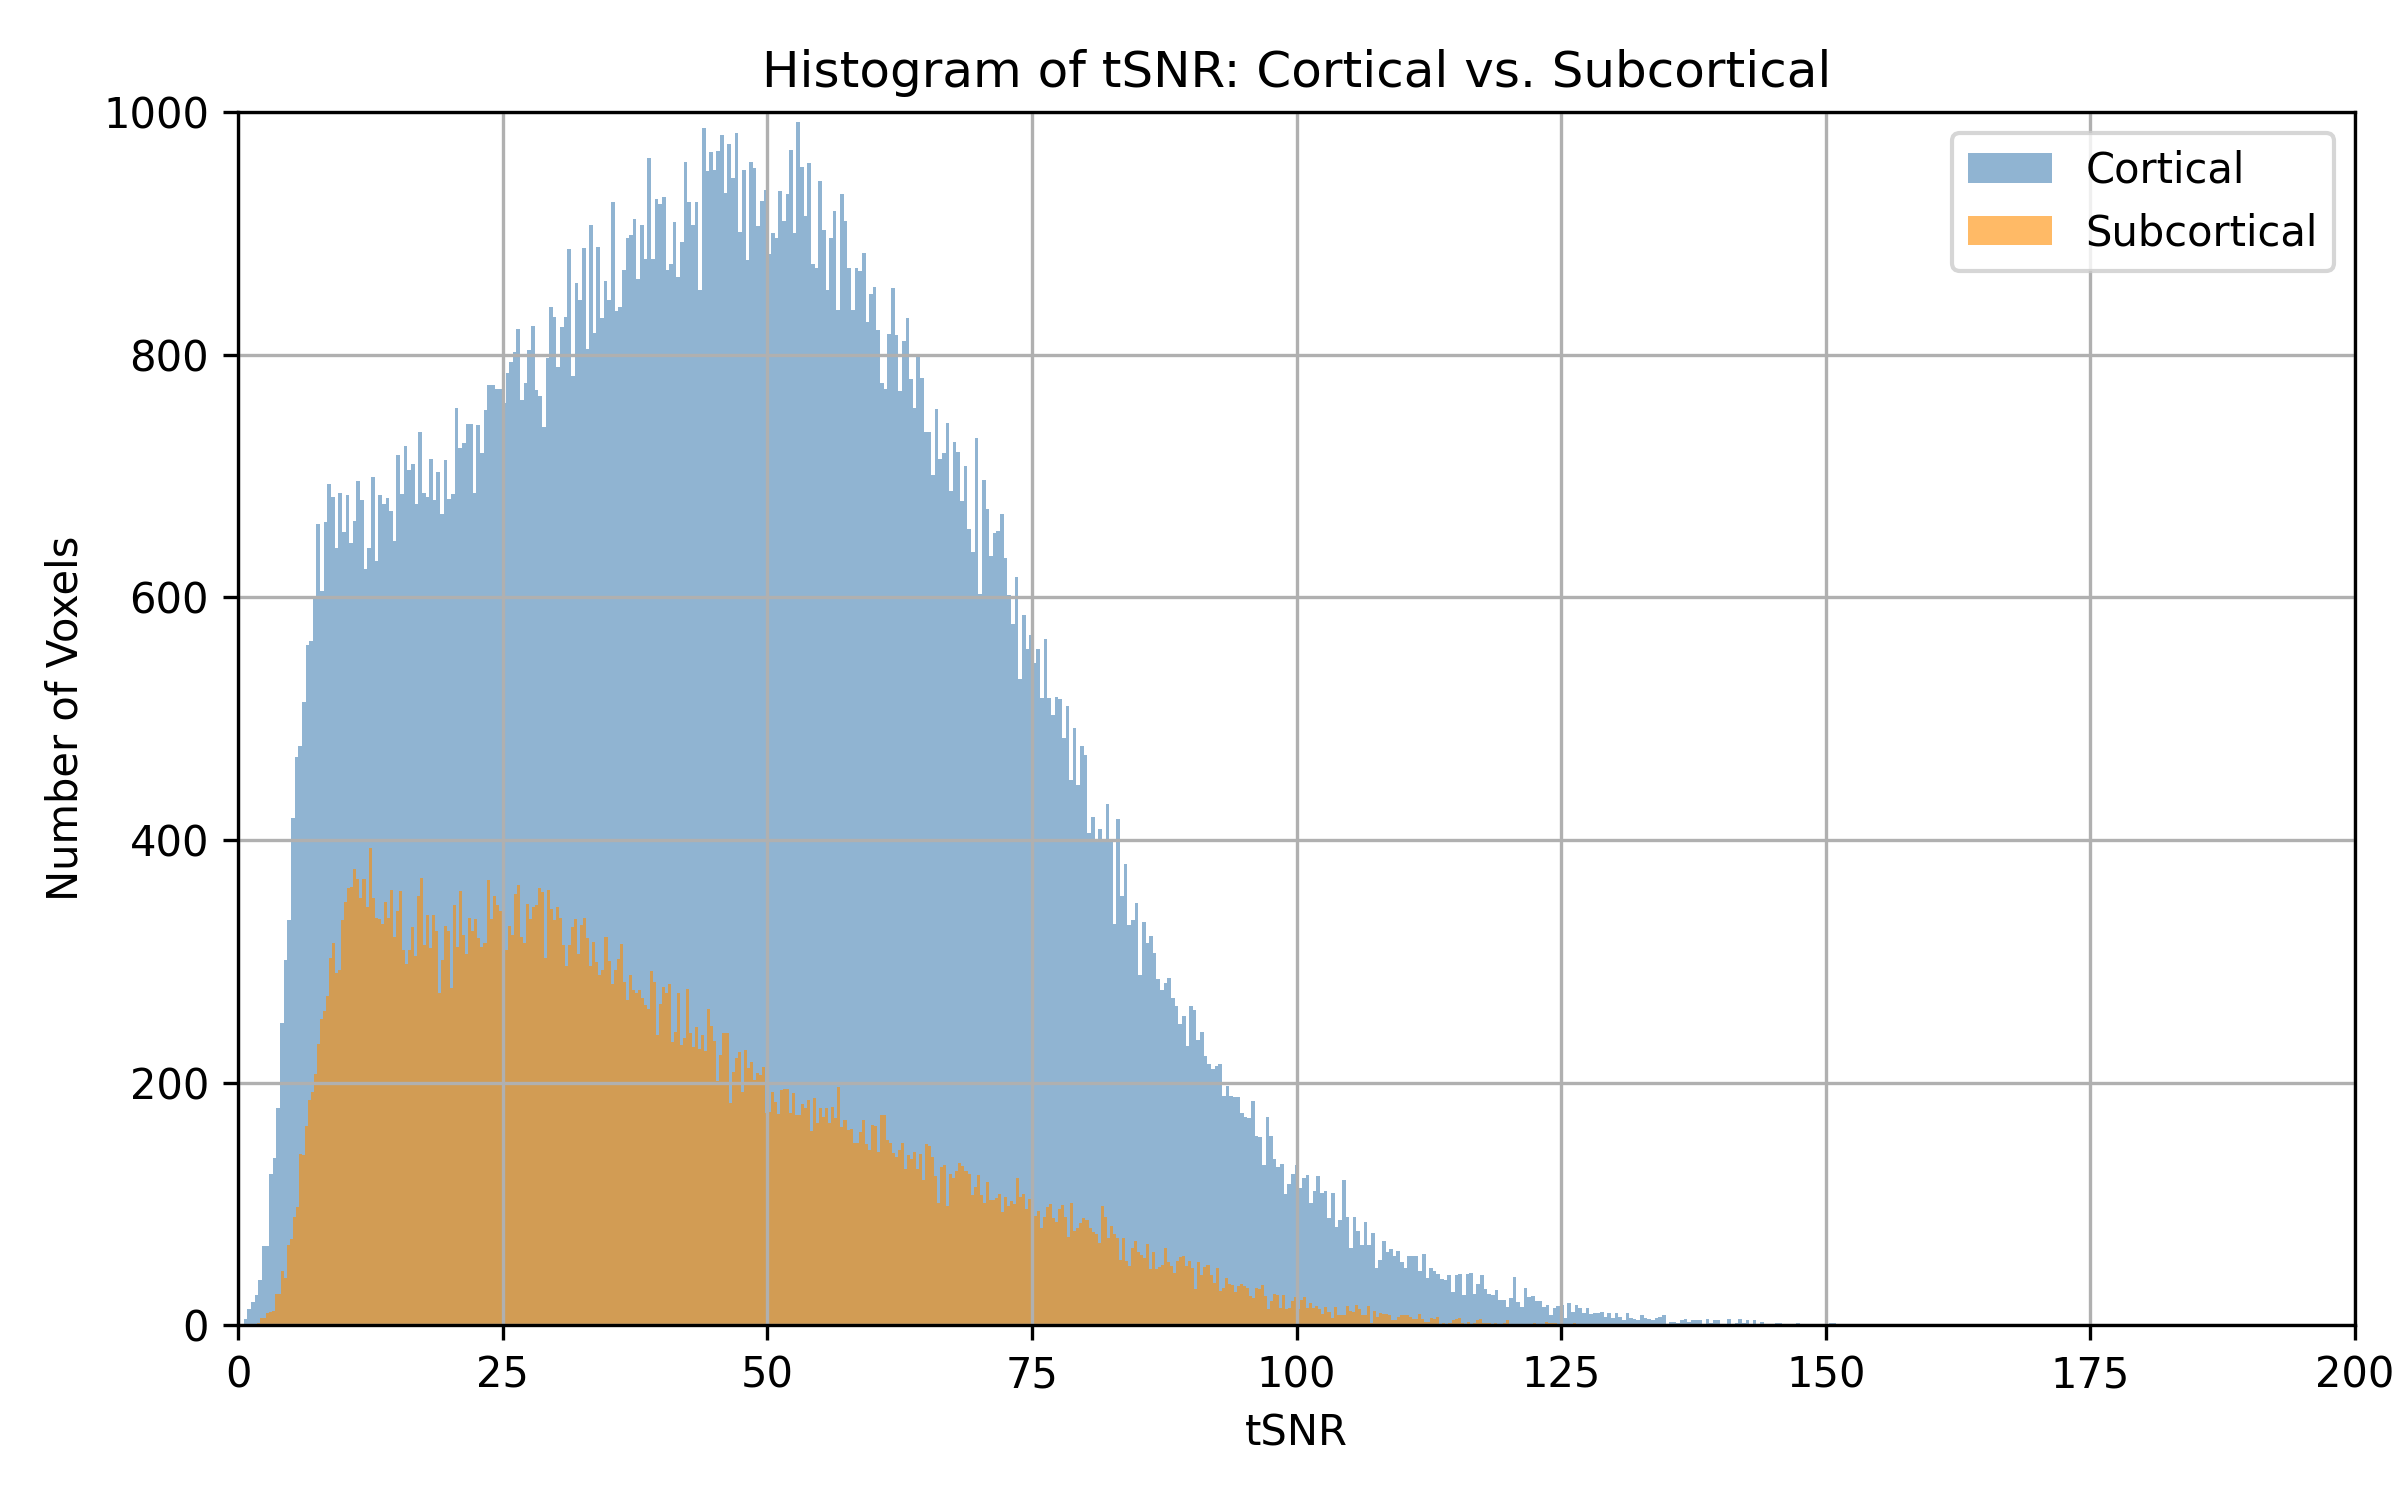 Histogram of tSNR: Cortical vs. Subcortical
1000
800
600
400
200
0
Number of Voxels
Cortical
Subcortical
0 25 50 75 100 125 150 175 200
tSNR